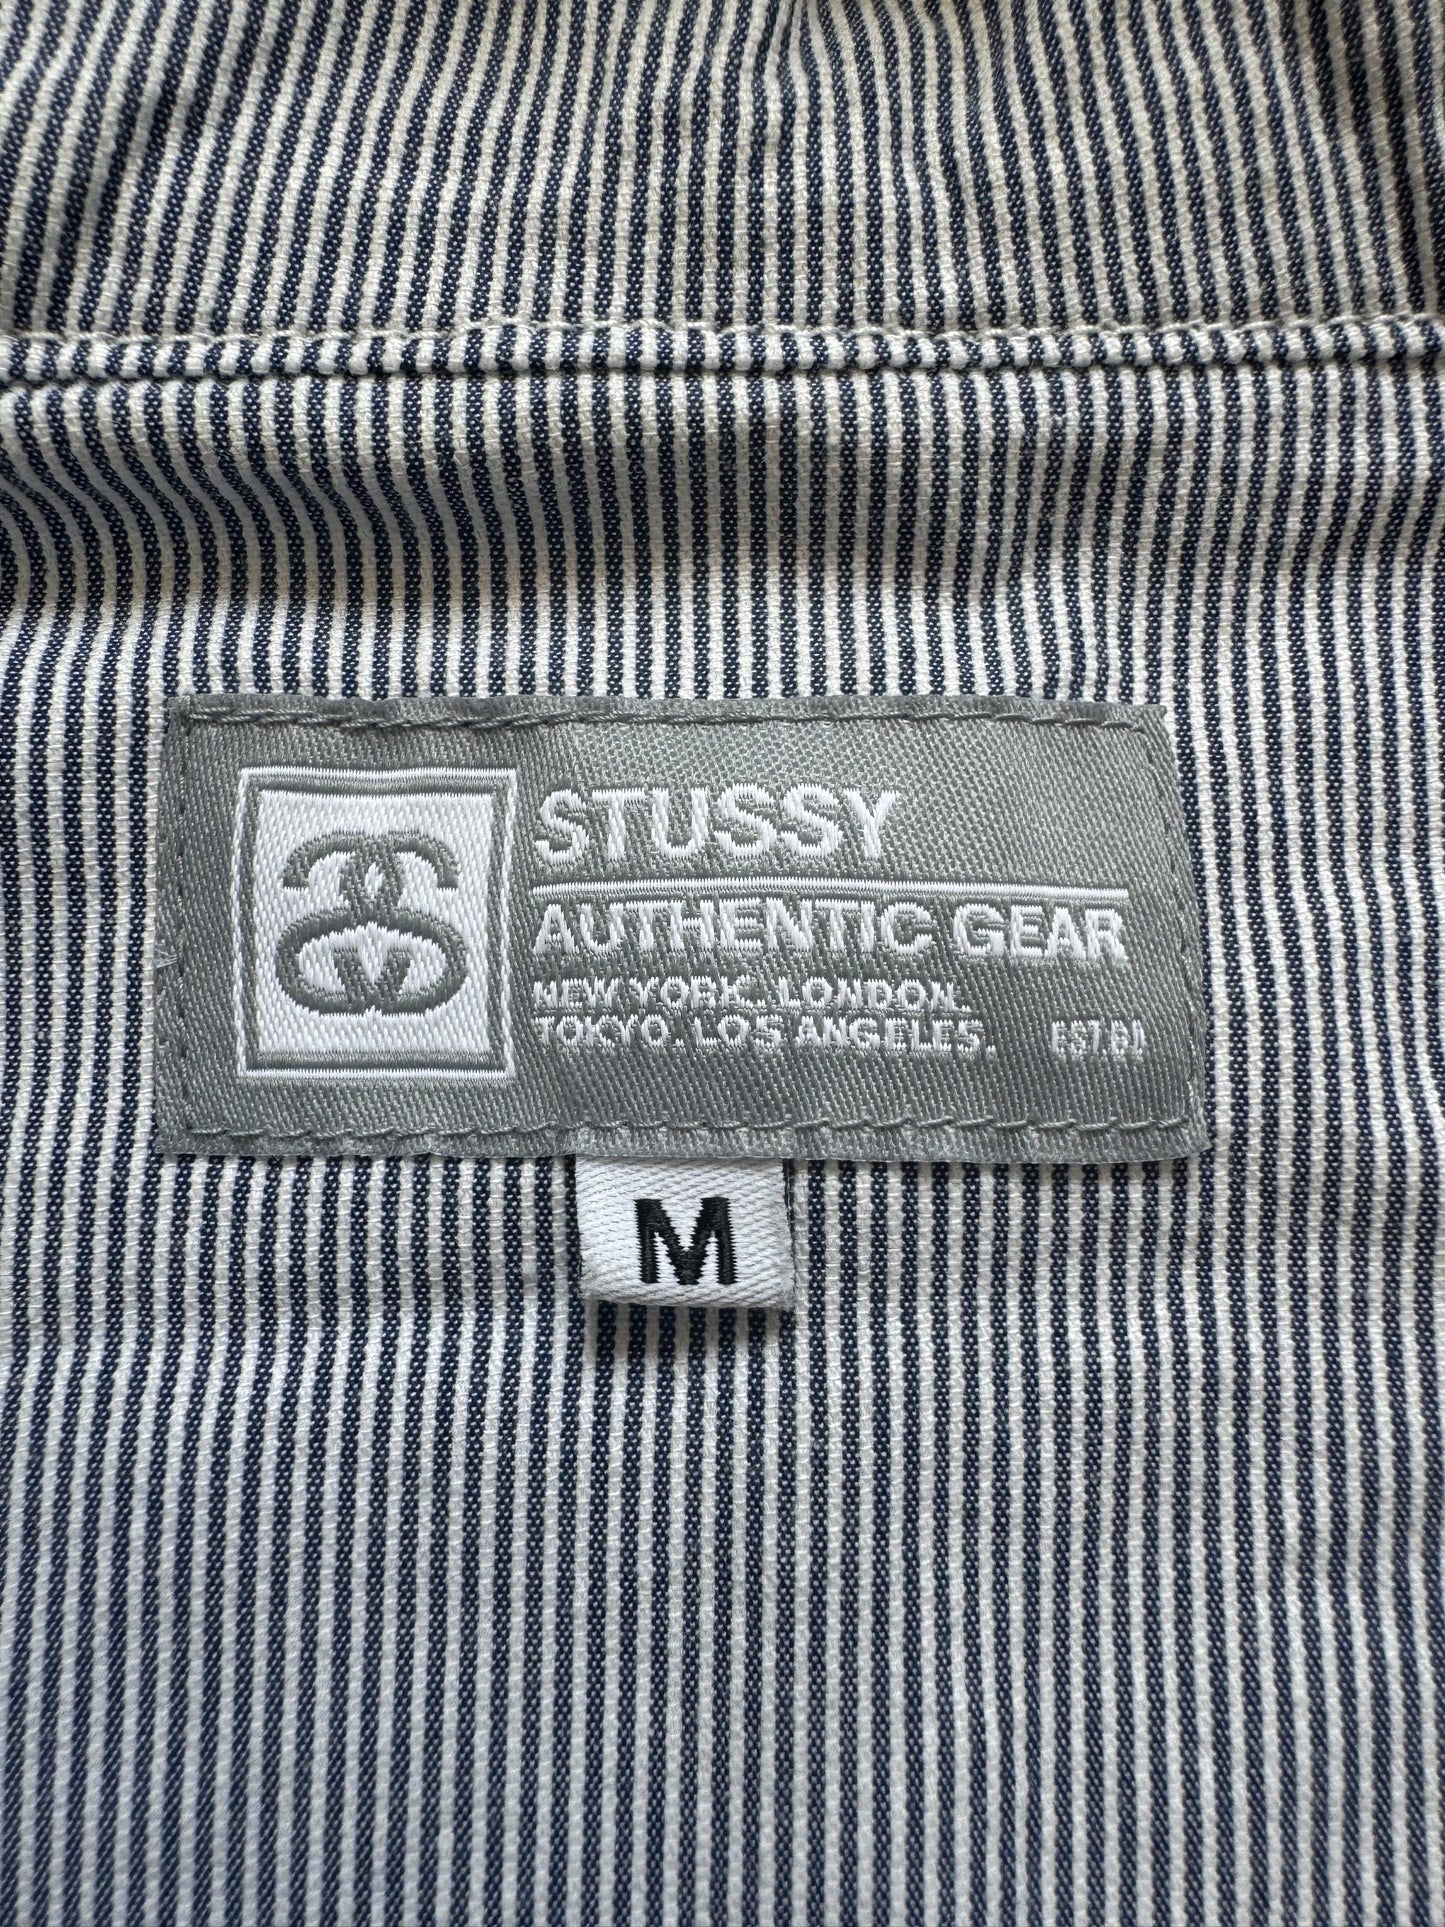 STUSSY
AUTHENTIC GEAR
NEW YORK. LONDON.
TOKYO. LOS ANGELES. EST.80
M